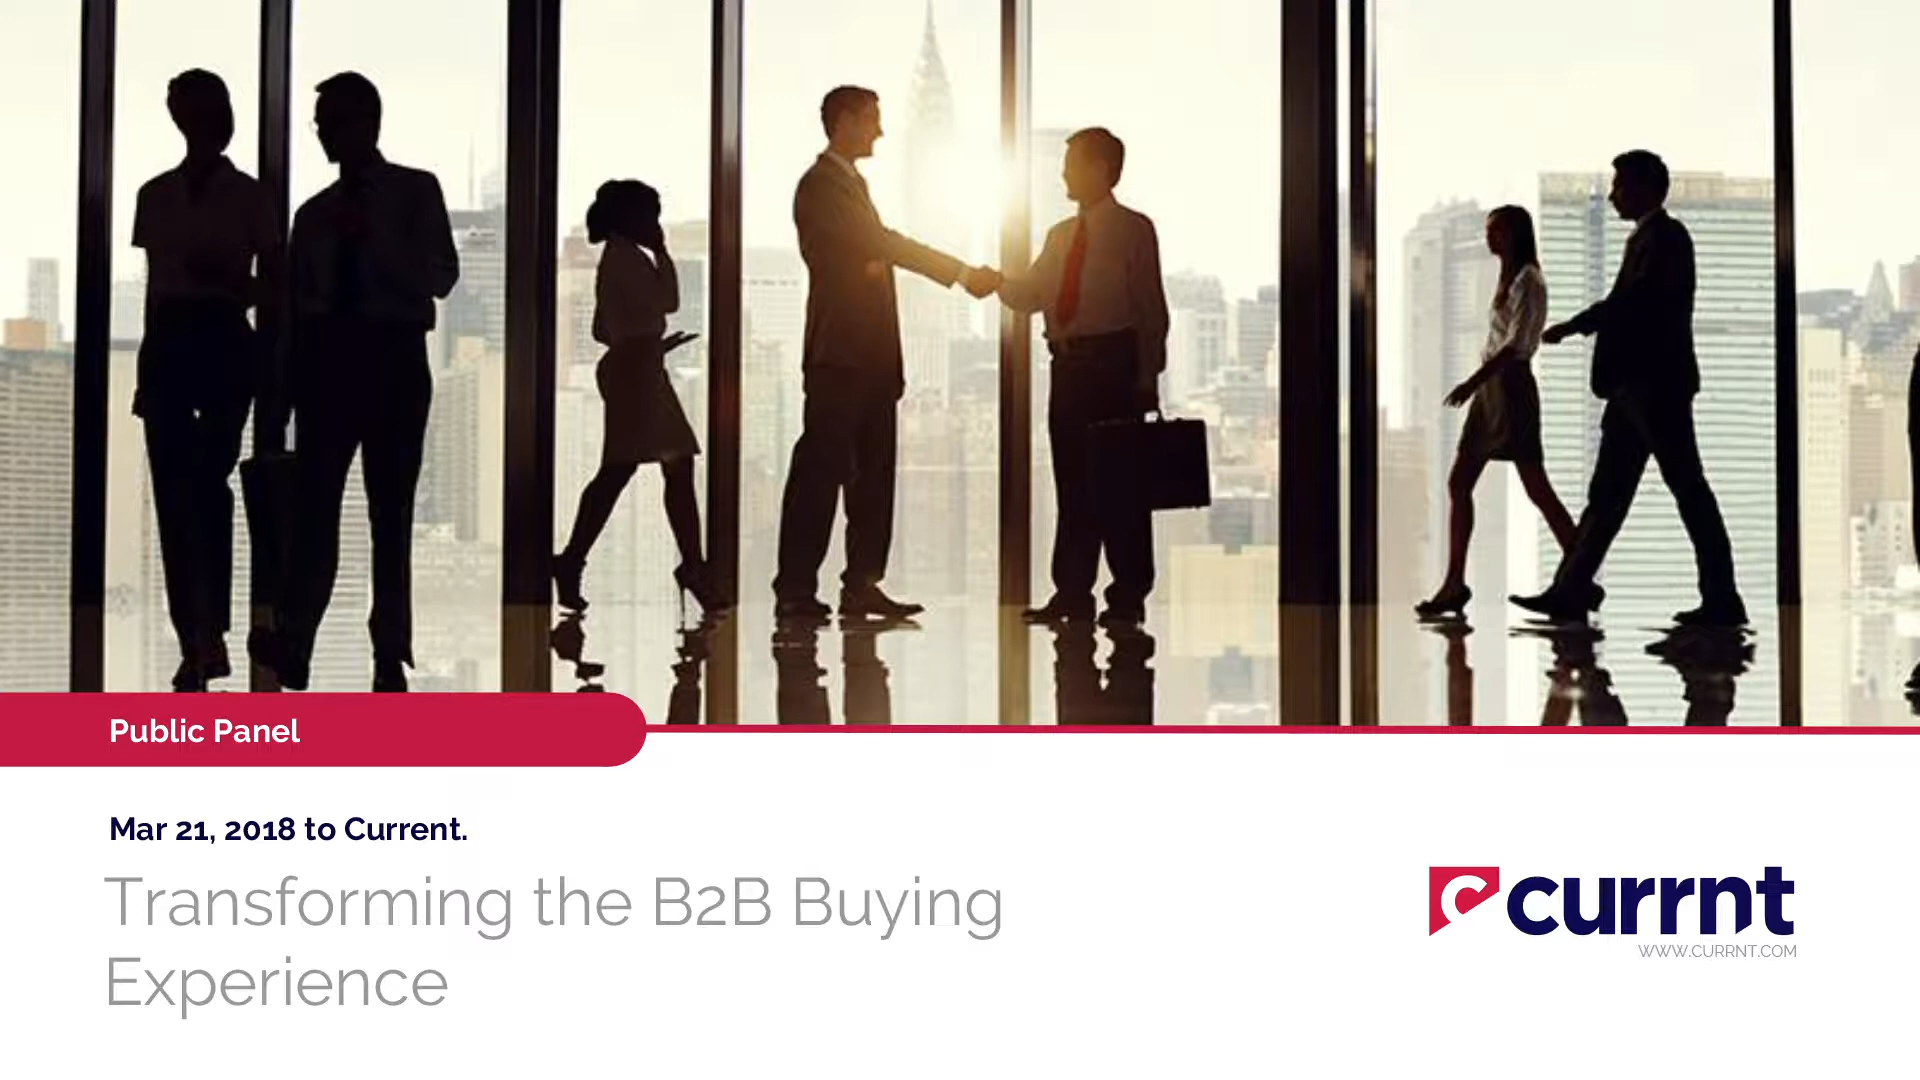 Public Panel
Mar 21, 2018 to Current.
Transforming the B2B Buying
Experience
currnt
WWW.CURRNT.COM